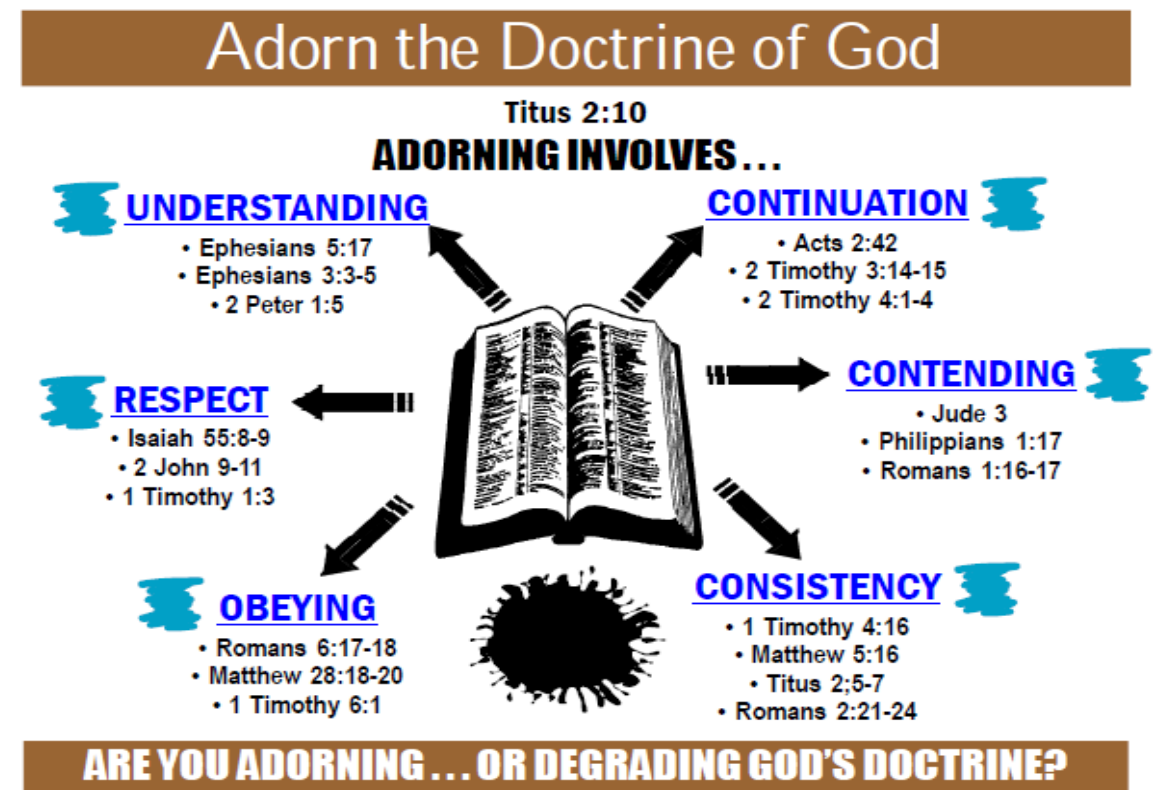 Adorn the Doctrine of God
Titus 2:10
ADORNING INVOLVES . . .
UNDERSTANDING
• Ephesians 5:17
• Ephesians 3:3-5
• 2 Peter 1:5
CONTINUATION
• Acts 2:42
• 2 Timothy 3:14-15
• 2 Timothy 4:1-4
RESPECT
• Isaiah 55:8-9
• 2 John 9-11
• 1 Timothy 1:3
CONTENDING
• Jude 3
• Philippians 1:17
• Romans 1:16-17
OBEYING
• Romans 6:17-18
• Matthew 28:18-20
• 1 Timothy 6:1
CONSISTENCY
• 1 Timothy 4:16
• Matthew 5:16
• Titus 2;5-7
• Romans 2:21-24
ARE YOU ADORNING . . . OR DEGRADING GOD'S DOCTRINE?